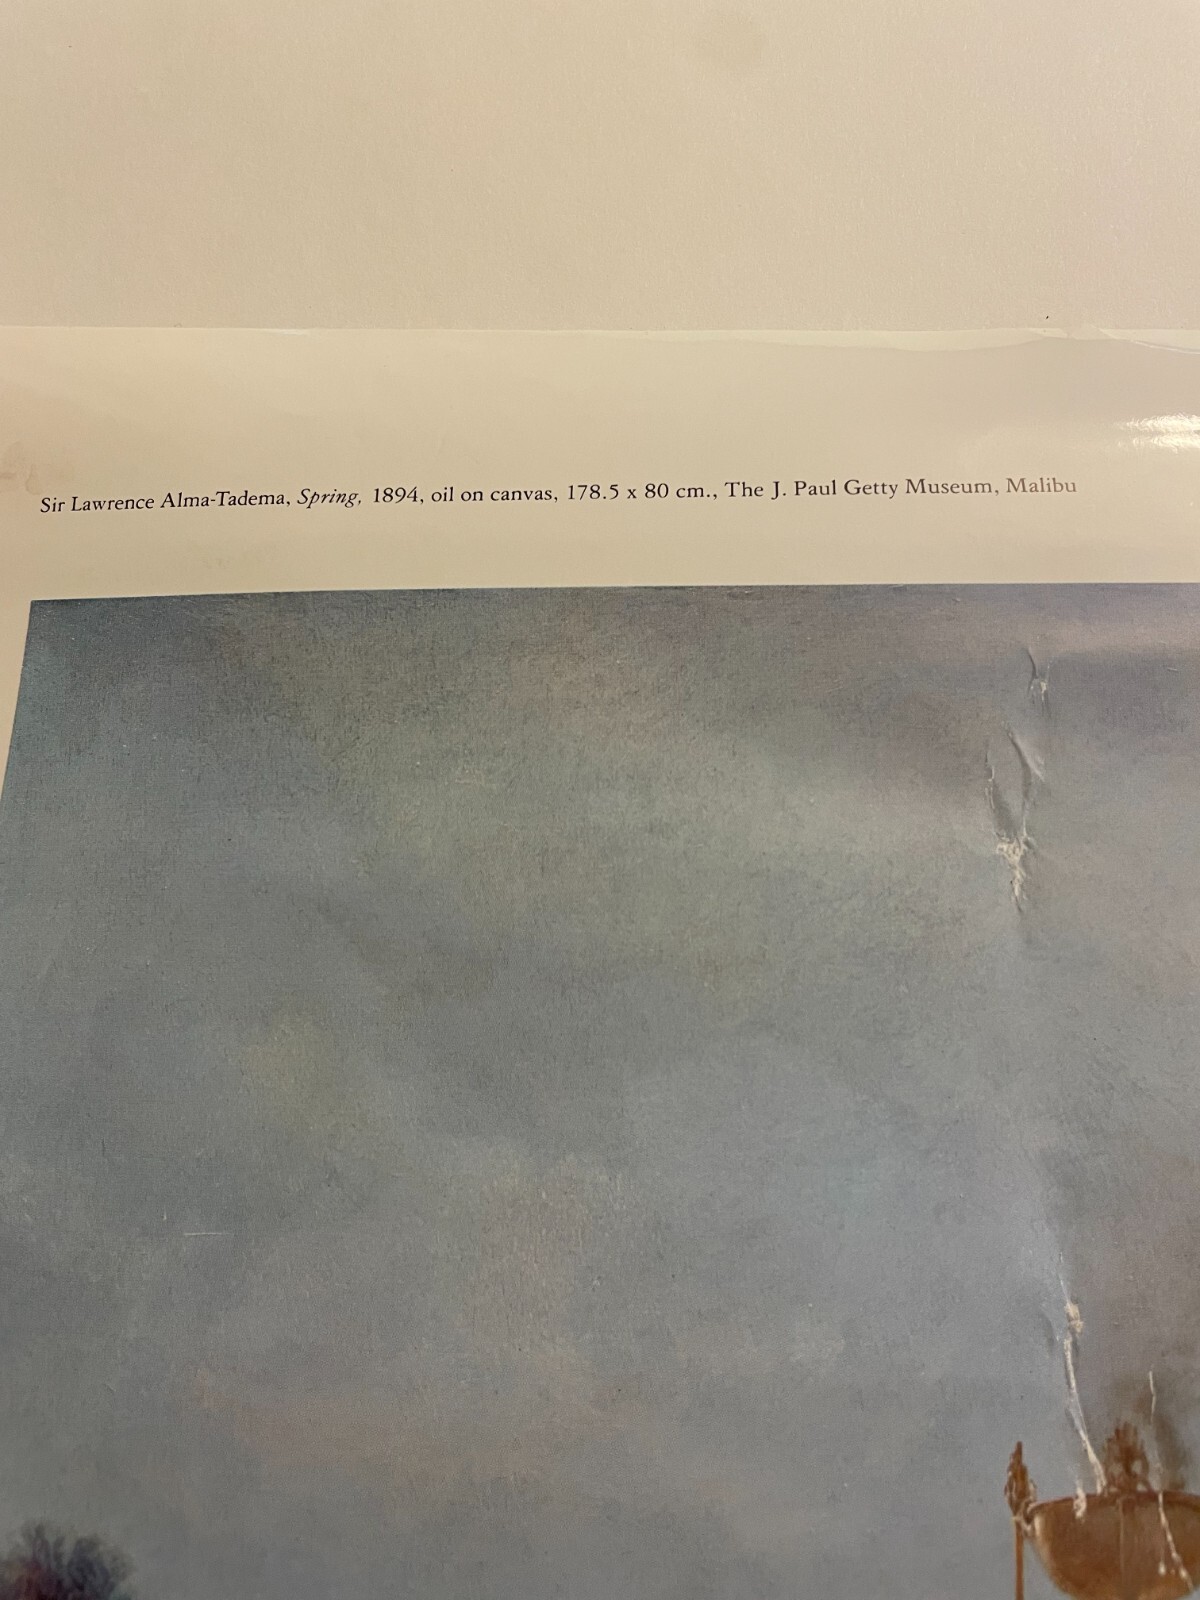 Sir Lawrence Alma-Tadema, Spring, 1894, oil on canvas, 178.5 x 80 cm., The J. Paul Getty Museum, Malibu